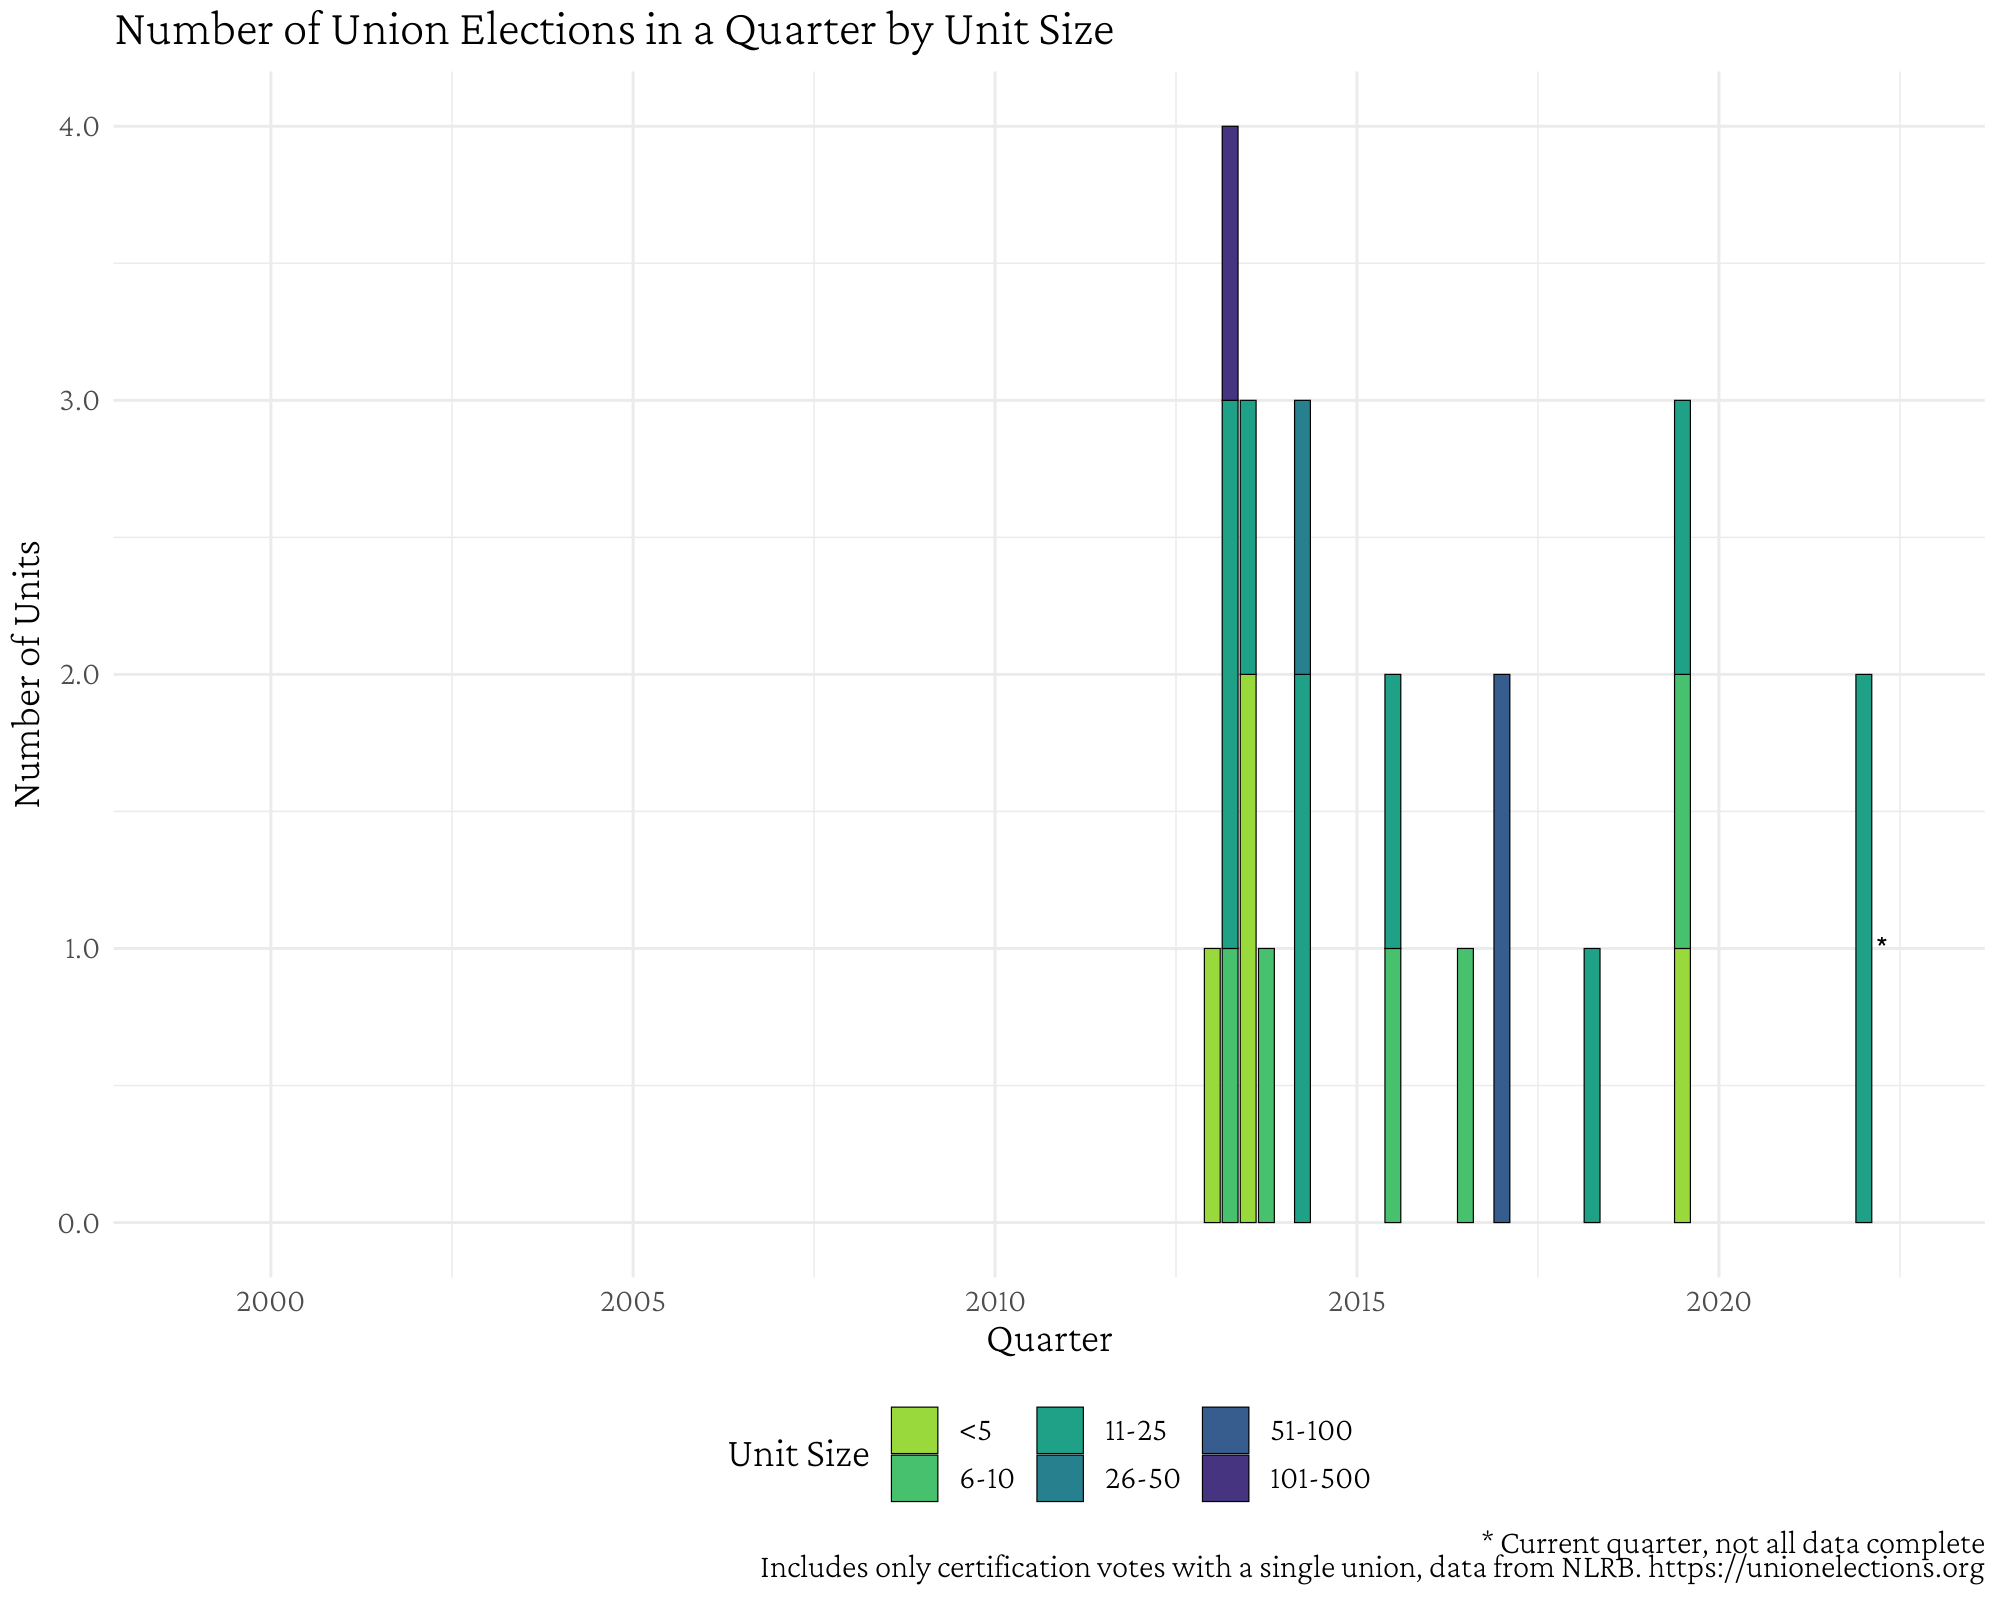 Number of Union Elections in a Quarter by Unit Size
4.0
3.0
2.0
1.0
0.0
Number of Units
*
2000 2005 2010 2015 2020
Quarter
Unit Size
<5 11-25 51-100
6-10 26-50 101-500
* Current quarter, not all data complete
Includes only certification votes with a single union, data from NLRB. https://unionelections.org